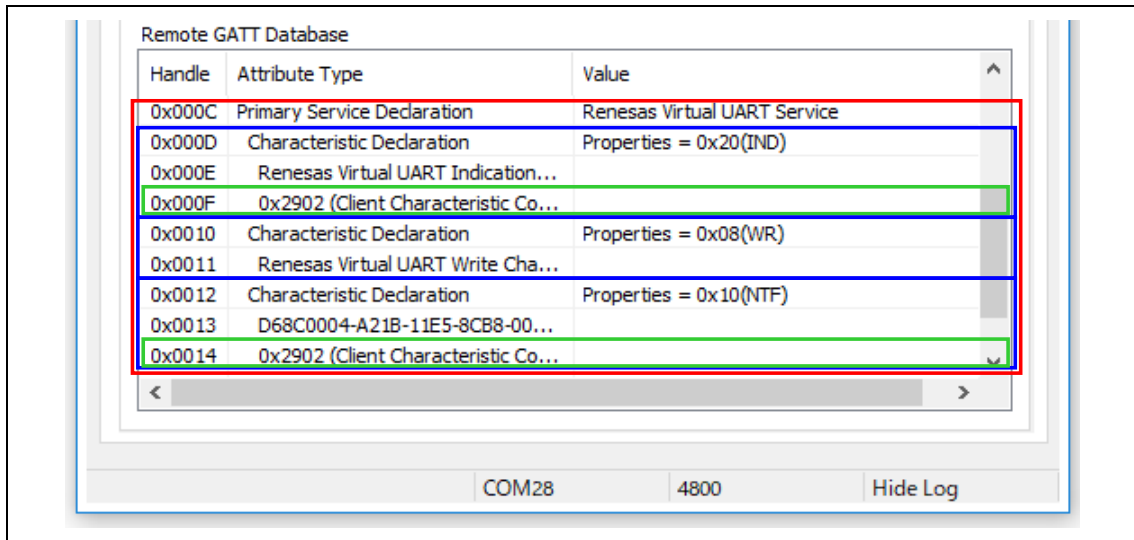 Remote GATT Database
Handle Attribute Type Value
0x000C Primary Service Declaration Renesas Virtual UART Service
0x000D Characteristic Declaration Properties = 0x20(IND)
0x000E Renesas Virtual UART Indication...
0x000F 0x2902 (Client Characteristic Co...
0x0010 Characteristic Declaration Properties = 0x08(WR)
0x0011 Renesas Virtual UART Write Cha...
0x0012 Characteristic Declaration Properties = 0x10(NTF)
0x0013 D68C0004-A21B-11E5-8CB8-00...
0x0014 0x2902 (Client Characteristic Co...
COM28 4800 Hide Log